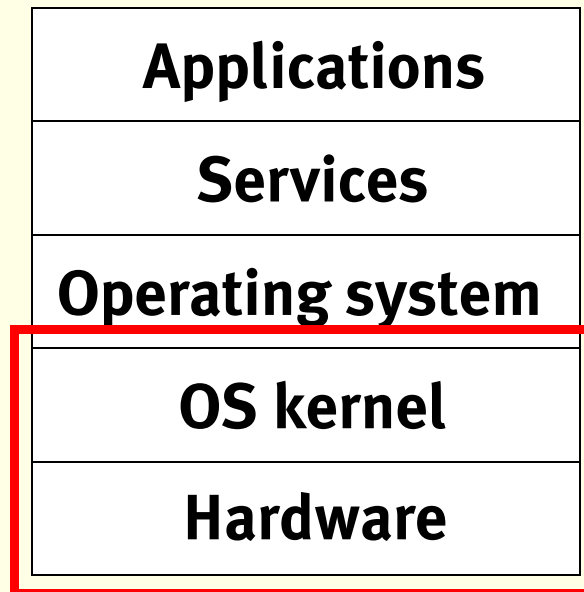 Applications
Services
Operating system
OS kernel
Hardware